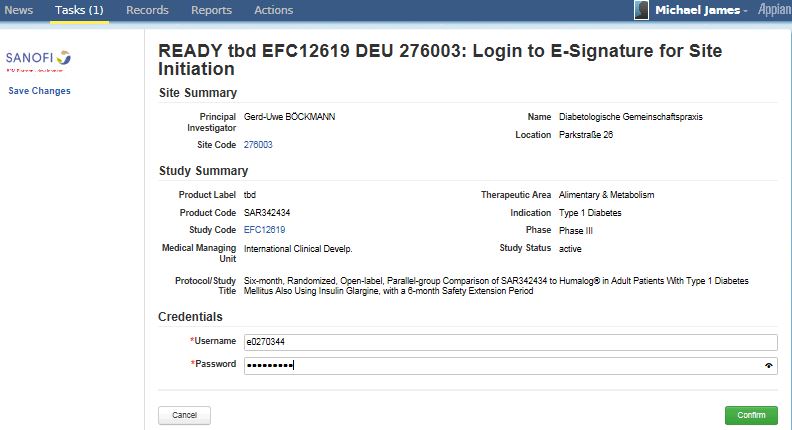 News Tasks (1) Records Reports Actions Michael James Appian
SANOFI
Save Changes
READY tbd EFC12619 DEU 276003: Login to E-Signature for Site
Initiation
Site Summary
Principal Investigator Gerd-Uwe BÖCKMANN
Name Diabetologische Gemeinschaftspraxis
Site Code 276003
Location Parkstraße 26
Study Summary
Product Label tbd
Therapeutic Area Alimentary & Metabolism
Product Code SAR342434
Indication Type 1 Diabetes
Study Code EFC12619
Phase Phase III
Medical Managing Unit International Clinical Develp.
Study Status active
Protocol/Study Title Six-month, Randomized, Open-label, Parallel-group Comparison of SAR342434 to Humalog® in Adult Patients With Type 1 Diabetes
Mellitus Also Using Insulin Glargine, with a 6-month Safety Extension Period
Credentials
*Username e0270344
*Password •••••••••
Cancel Confirm